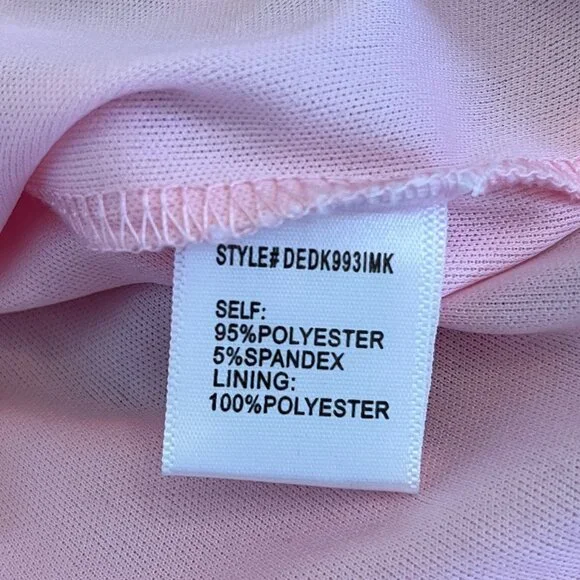 STYLE# DEDK993IMK
SELF:
95%POLYESTER
5%SPANDEX
LINING:
100%POLYESTER